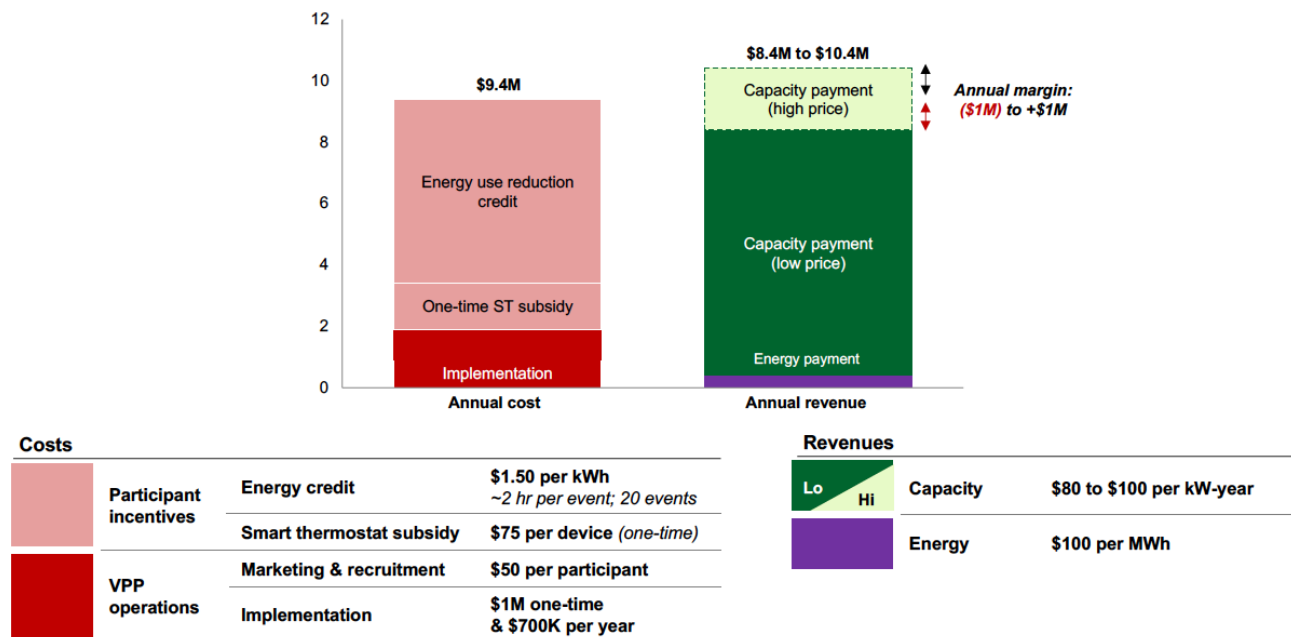 12
10
8
6
4
2
0
$9.4M
Energy use reduction
credit
One-time ST subsidy
Implementation
Annual cost
$8.4M to $10.4M
Capacity payment
(high price)
Capacity payment
(low price)
Energy payment
Annual revenue
Annual margin:
($1M) to +$1M
Costs
Participant
incentives
Energy credit
$1.50 per kWh
~2 hr per event; 20 events
Smart thermostat subsidy
$75 per device (one-time)
VPP
operations
Marketing & recruitment
$50 per participant
Implementation
$1M one-time
& $700K per year
Revenues
Lo
Hi
Capacity
$80 to $100 per kW-year
Energy
$100 per MWh